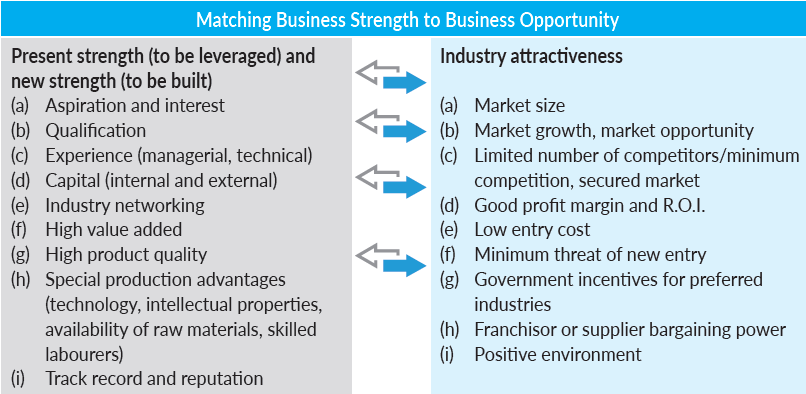 Matching Business Strength to Business Opportunity
Present strength (to be leveraged) and
new strength (to be built)
(a) Aspiration and interest
(b) Qualification
(c) Experience (managerial, technical)
(d) Capital (internal and external)
(e) Industry networking
(f) High value added
(g) High product quality
(h) Special production advantages
(technology, intellectual properties,
availability of raw materials, skilled
labourers)
(i) Track record and reputation
Industry attractiveness
(a) Market size
(b) Market growth, market opportunity
(c) Limited number of competitors/minimum
competition, secured market
(d) Good profit margin and R.O.I.
(e) Low entry cost
(f) Minimum threat of new entry
(g) Government incentives for preferred
industries
(h) Franchisor or supplier bargaining power
(i) Positive environment